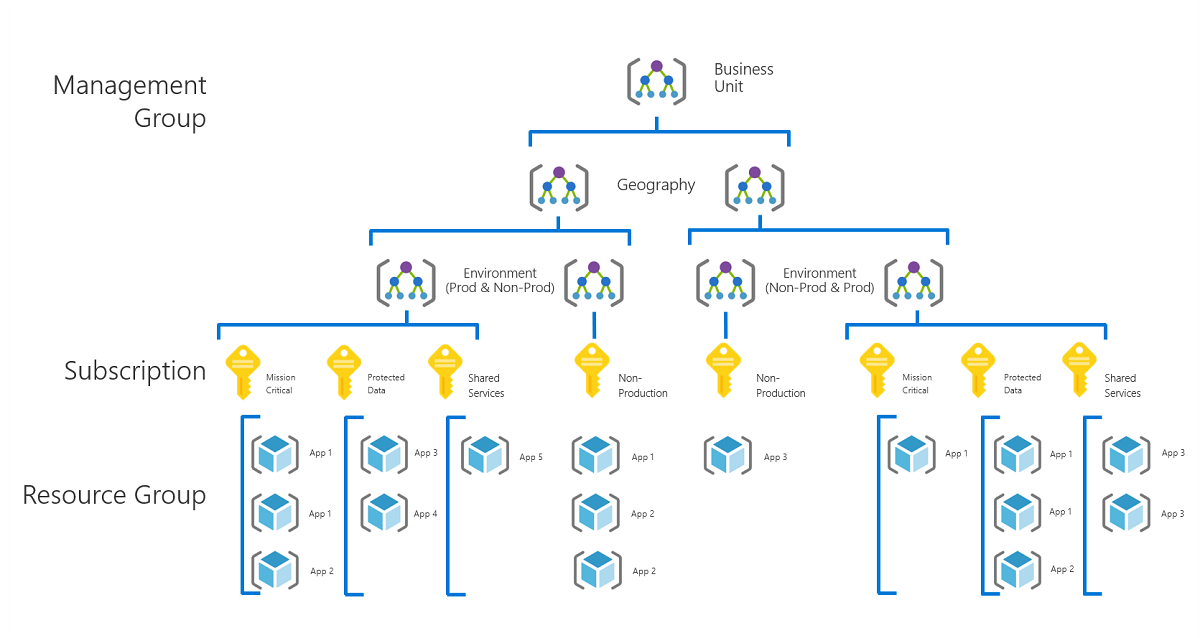 Management
Group
Business
Unit
Geography
Environment
(Prod & Non-Prod)
Environment
(Non-Prod & Prod)
Subscription
Mission
Critical
Protected
Data
Shared
Services
Non-
Production
Non-
Production
Mission
Critical
Protected
Data
Shared
Services
Resource Group
App 1
App 3
App 5
App 1
App 3
App 1
App 1
App 3
App 1
App 4
App 2
App 1
App 3
App 2
App 2
App 2